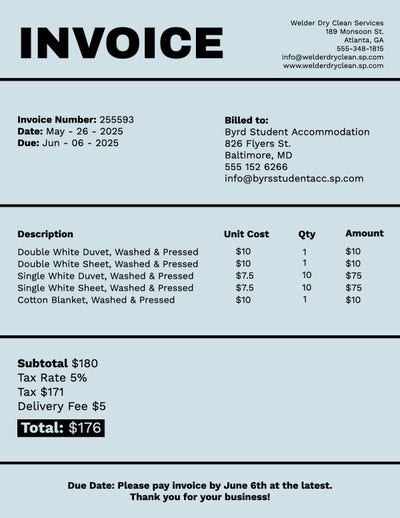 INVOICE
Welder Dry Clean Services
189 Monsoon St.
Atlanta, GA
555-348-1815
info@welderdryclean.sp.com
www.welderdryclean.sp.com
Invoice Number: 255593
Date: May - 26 - 2025
Due: Jun - 06 - 2025
Billed to:
Byrd Student Accommodation
826 Flyers St.
Baltimore, MD
555 152 6266
info@byrsstudentacc.sp.com
Description Unit Cost Qty Amount
Double White Duvet, Washed & Pressed $10 1 $10
Double White Sheet, Washed & Pressed $10 1 $10
Single White Duvet, Washed & Pressed $7.5 10 $75
Single White Sheet, Washed & Pressed $7.5 10 $75
Cotton Blanket, Washed & Pressed $10 1 $10
Subtotal $180
Tax Rate 5%
Tax $171
Delivery Fee $5
Total: $176
Due Date: Please pay invoice by June 6th at the latest.
Thank you for your business!